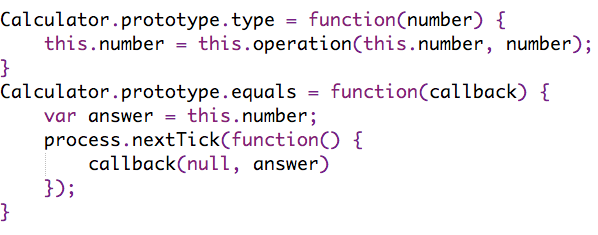 Calculator.prototype.type = function(number) {
    this.number = this.operation(this.number, number);
}
Calculator.prototype.equals = function(callback) {
    var answer = this.number;
    process.nextTick(function() {
        callback(null, answer)
    });
}